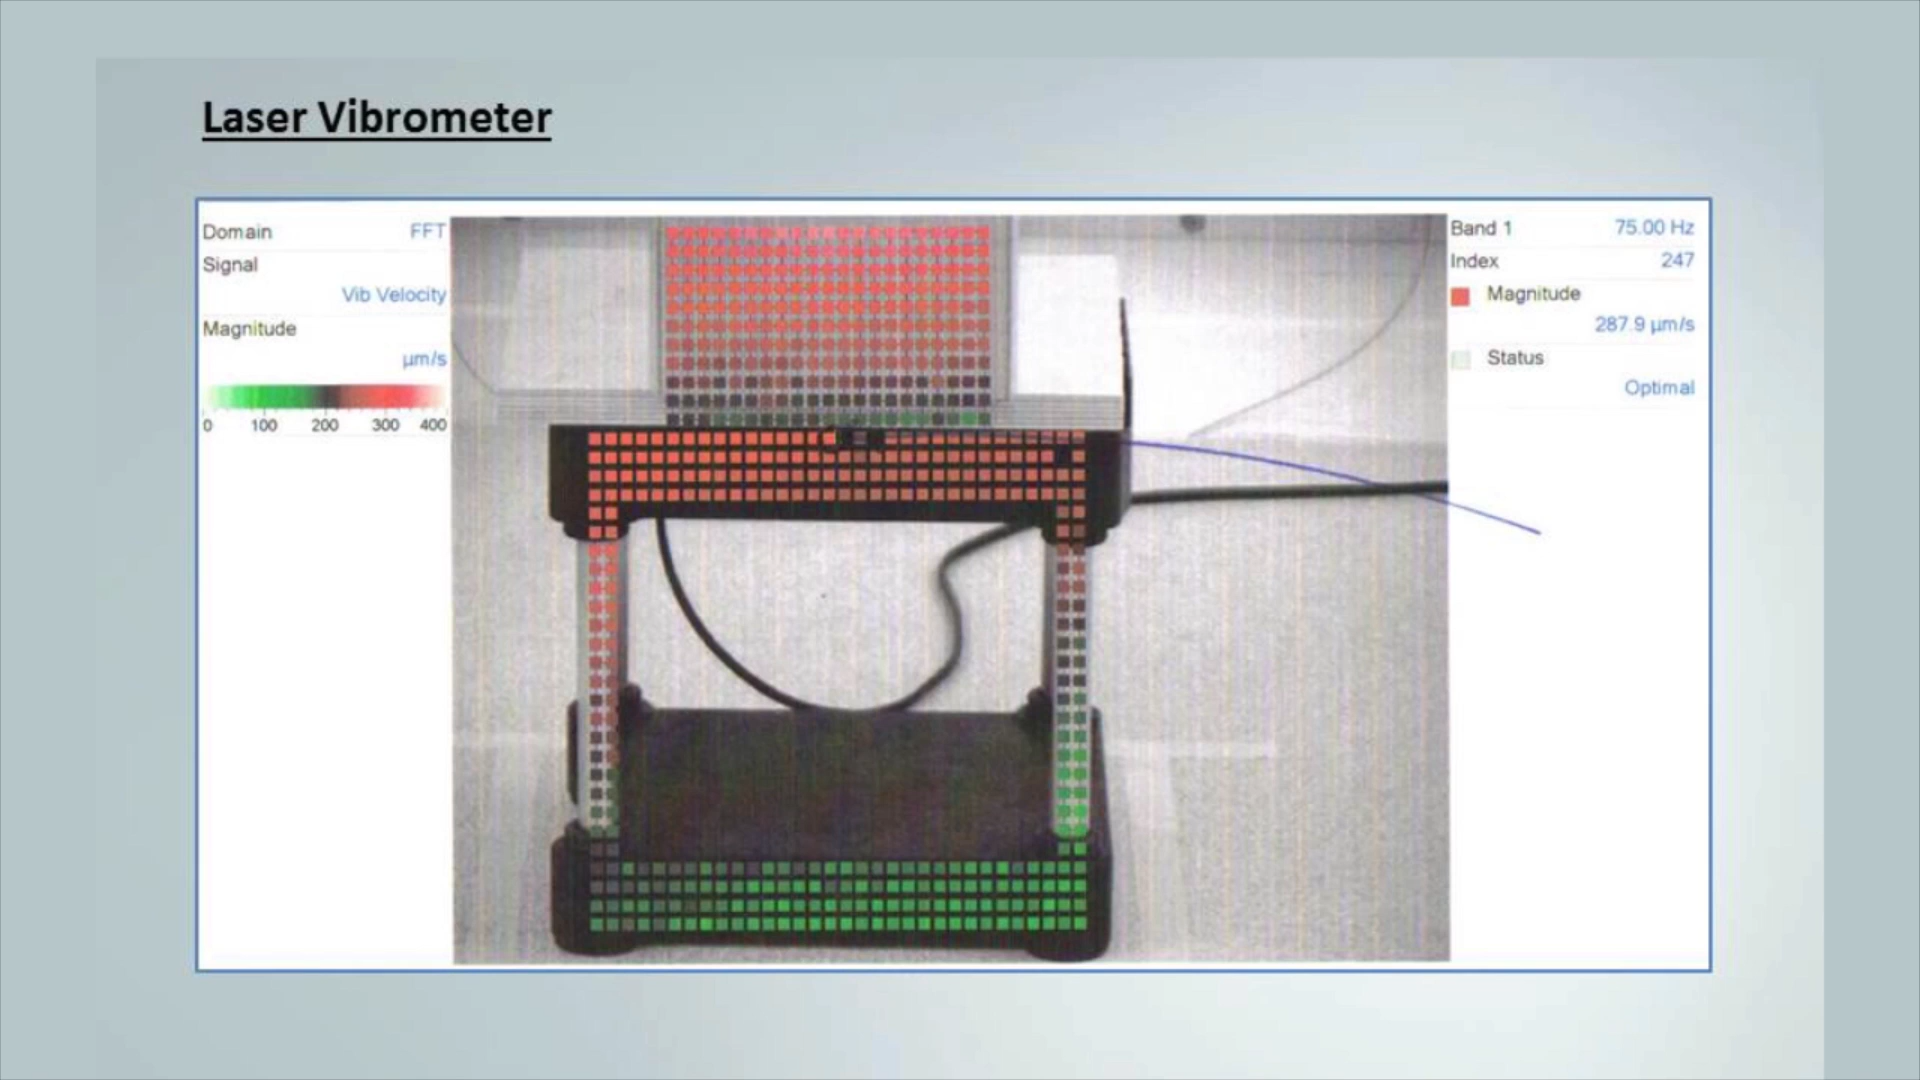 Laser Vibrometer
Domain FFT
Signal
Vib Velocity
Magnitude
µm/s
0 100 200 300 400
Band 1 75.00 Hz
Index 247
Magnitude
287.9 µm/s
Status
Optimal